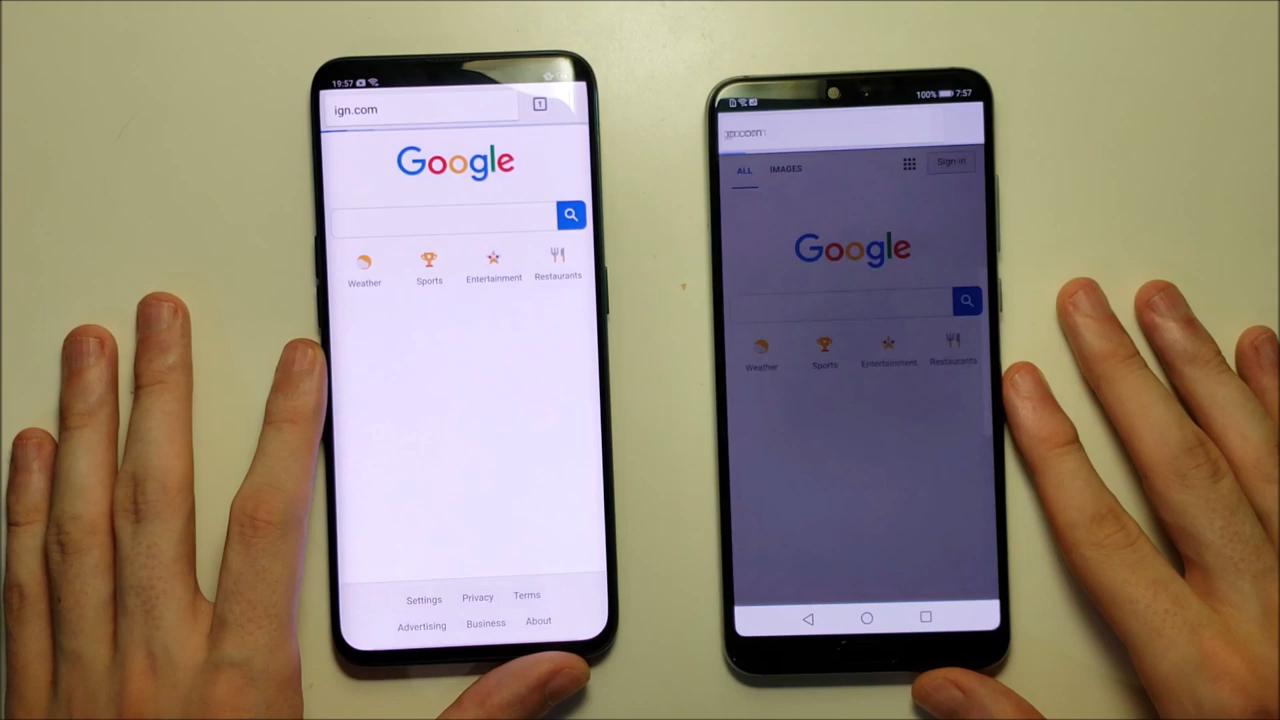 19:57
ign.com
1
Google
Weather Sports Entertainment Restaurants
Settings Privacy Terms
Advertising Business About
100% 7:57
ALL IMAGES Sign in
Google
Weather Sports Entertainment Restaurants